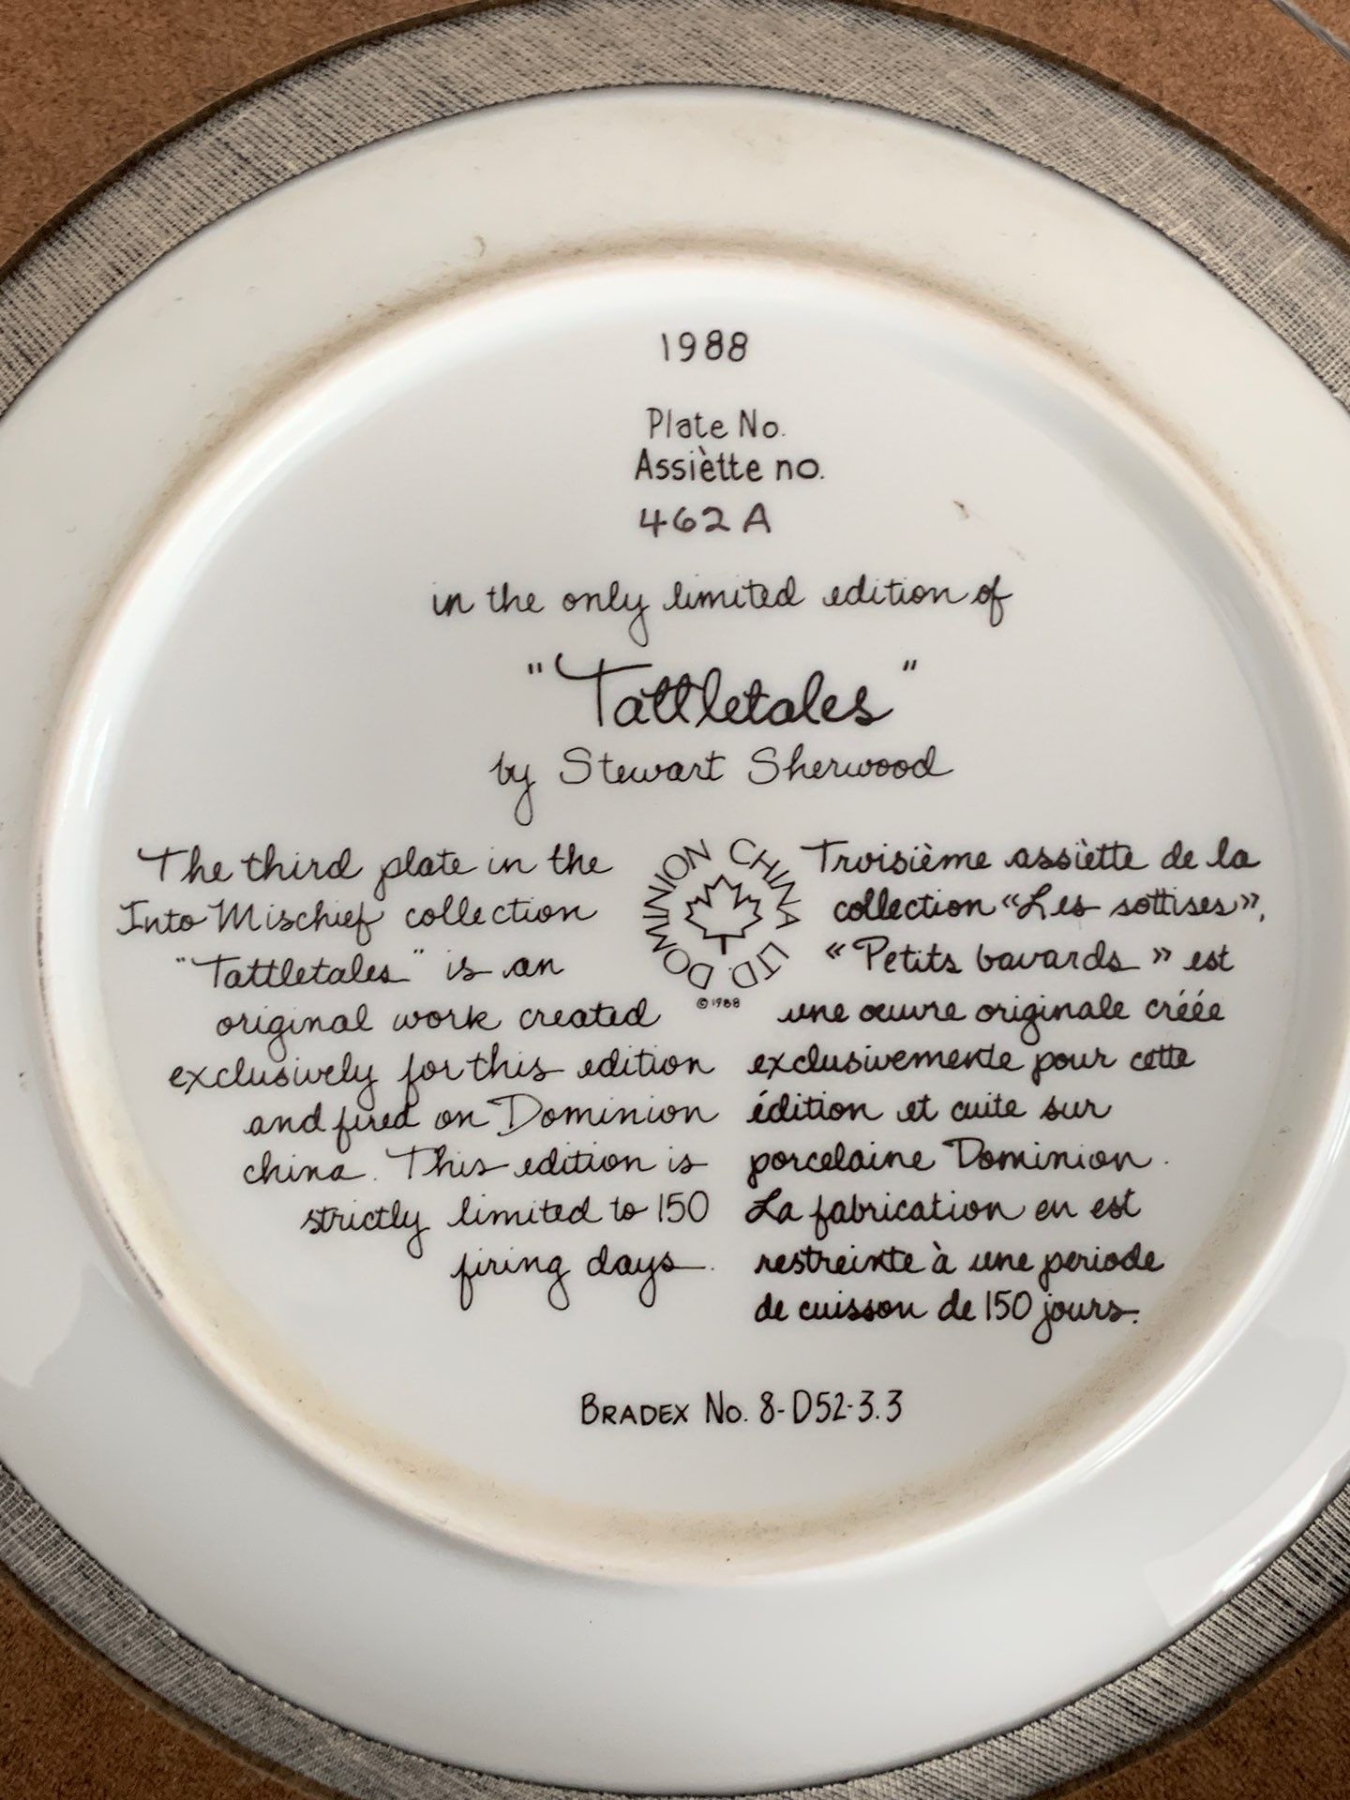 1988
Plate No.
Assiètte no.
462 A
in the only limited edition of
"Tattletales"
by Stewart Sherwood
The third plate in the
Into Mischief collection
"Tattletales" is an
original work created
exclusively for this edition
and fired on Dominion
china. This edition is
strictly limited to 150
firing days.
DOMINION CHINA LTD.
©1988
Troisième assiètte de la
collection «Les sottises»,
«Petits bavards» est
une œuvre originale créée
exclusivemente pour cette
édition et cuite sur
porcelaine Dominion.
La fabrication en est
restreinte à une periode
de cuisson de 150 jours.
BRADEX No. 8-D52-3.3